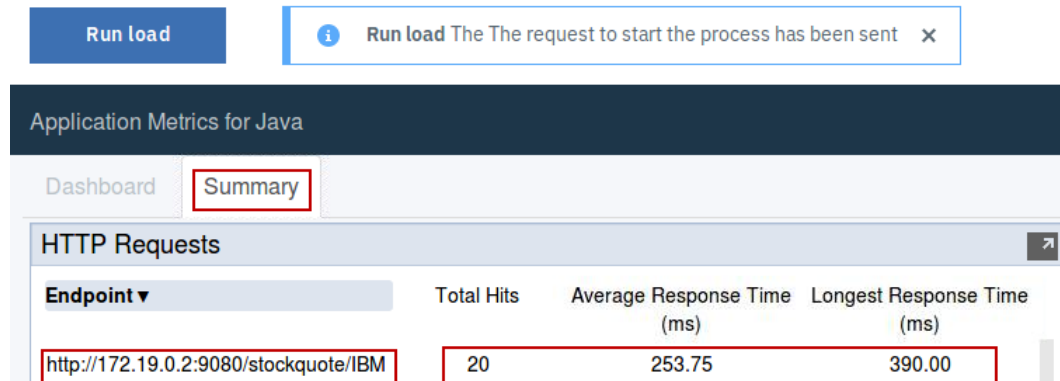 Run load
Run load The The request to start the process has been sent ×
Application Metrics for Java
Dashboard Summary
HTTP Requests
Endpoint ▾ Total Hits Average Response Time (ms) Longest Response Time (ms)
http://172.19.0.2:9080/stockquote/IBM 20 253.75 390.00